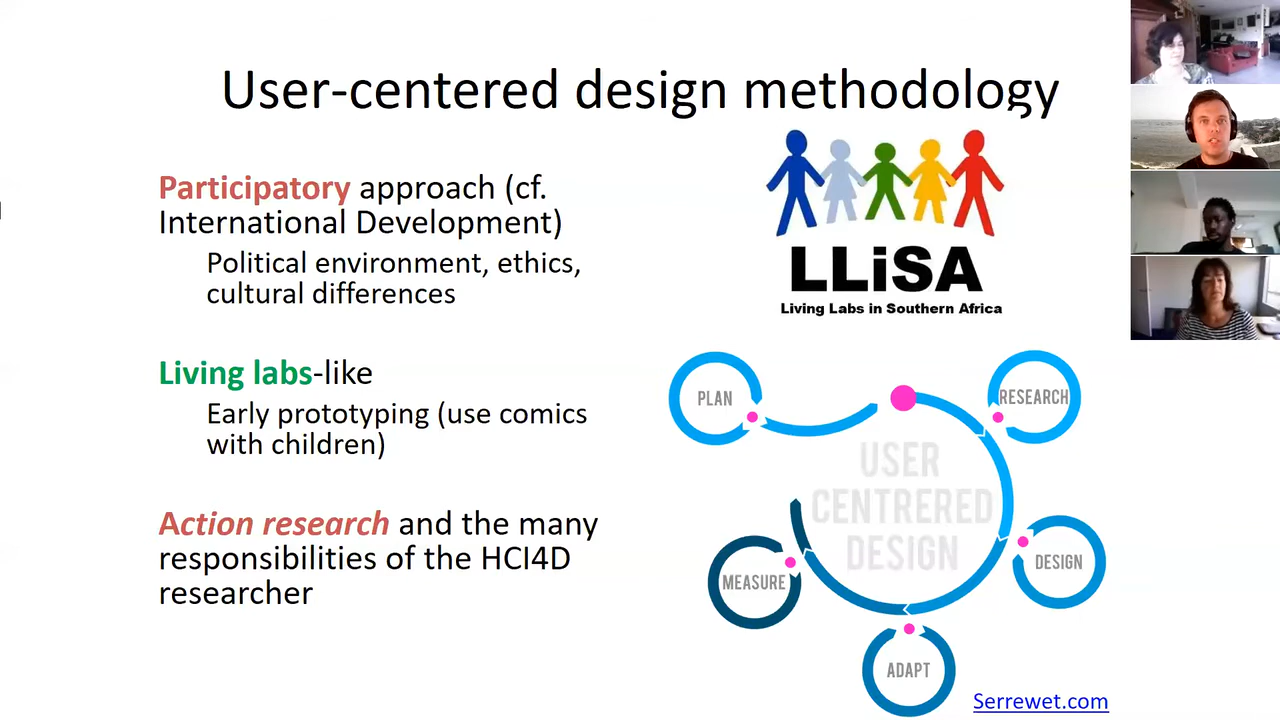 User-centered design methodology
Participatory approach (cf.
International Development)
Political environment, ethics,
cultural differences
Living labs-like
Early prototyping (use comics
with children)
Action research and the many
responsibilities of the HCI4D
researcher
LLiSA
Living Labs in Southern Africa
PLAN
RESEARCH
USER
CENTRERED
DESIGN
DESIGN
MEASURE
ADAPT
Serrewet.com